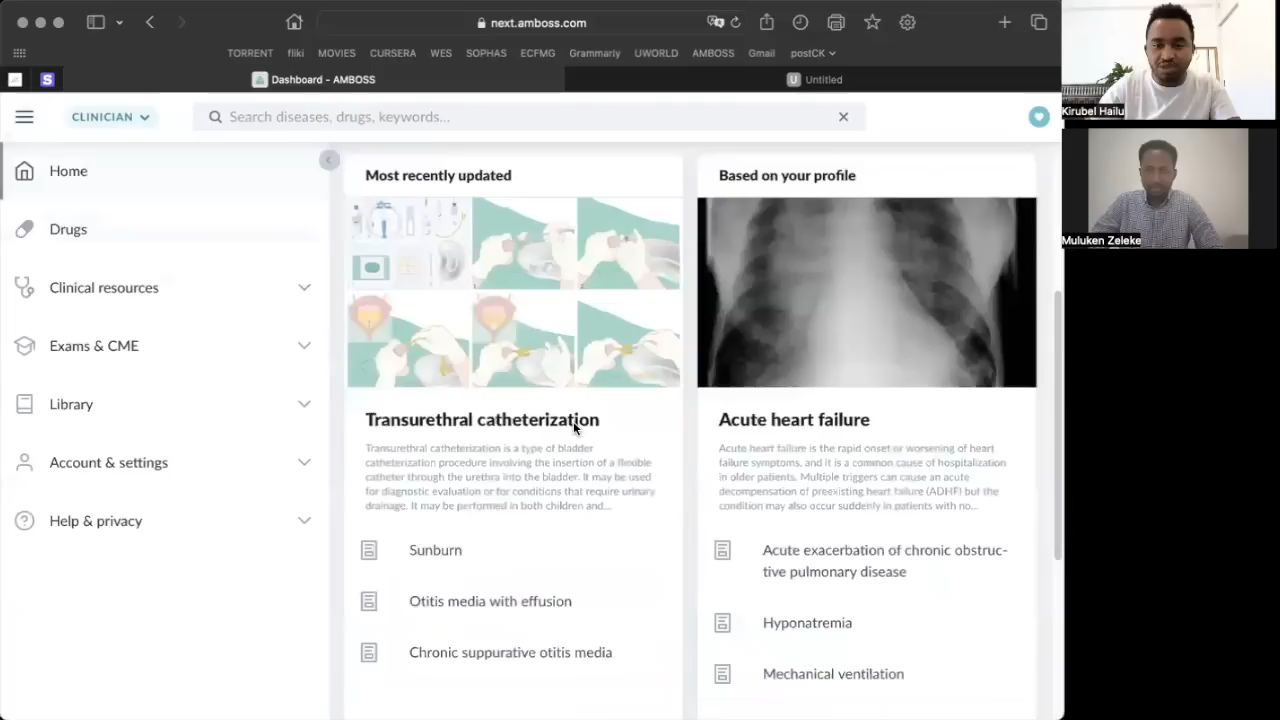 next.amboss.com
TORRENT fliki MOVIES CURSERA WES SOPHAS ECFMG Grammarly UWORLD AMBOSS Gmail postCK
S Dashboard – AMBOSS U Untitled
CLINICIAN Search diseases, drugs, keywords...
Home
Drugs
Clinical resources
Exams & CME
Library
Account & settings
Help & privacy
Most recently updated
Transurethral catheterization
Transurethral catheterization is a type of bladder
catheterization procedure involving the insertion of a flexible
catheter through the urethra into the bladder. It may be used
for diagnostic evaluation or for conditions that require urinary
drainage. It may be performed in both children and...
Sunburn
Otitis media with effusion
Chronic suppurative otitis media
Based on your profile
Acute heart failure
Acute heart failure is the rapid onset or worsening of heart
failure symptoms, and it is a common cause of hospitalization
in older patients. Multiple triggers can cause an acute
decompensation of preexisting heart failure (ADHF) but the
condition may also occur suddenly in patients with no...
Acute exacerbation of chronic obstruc-
tive pulmonary disease
Hyponatremia
Mechanical ventilation
Kirubel Hailu
Muluken Zeleke